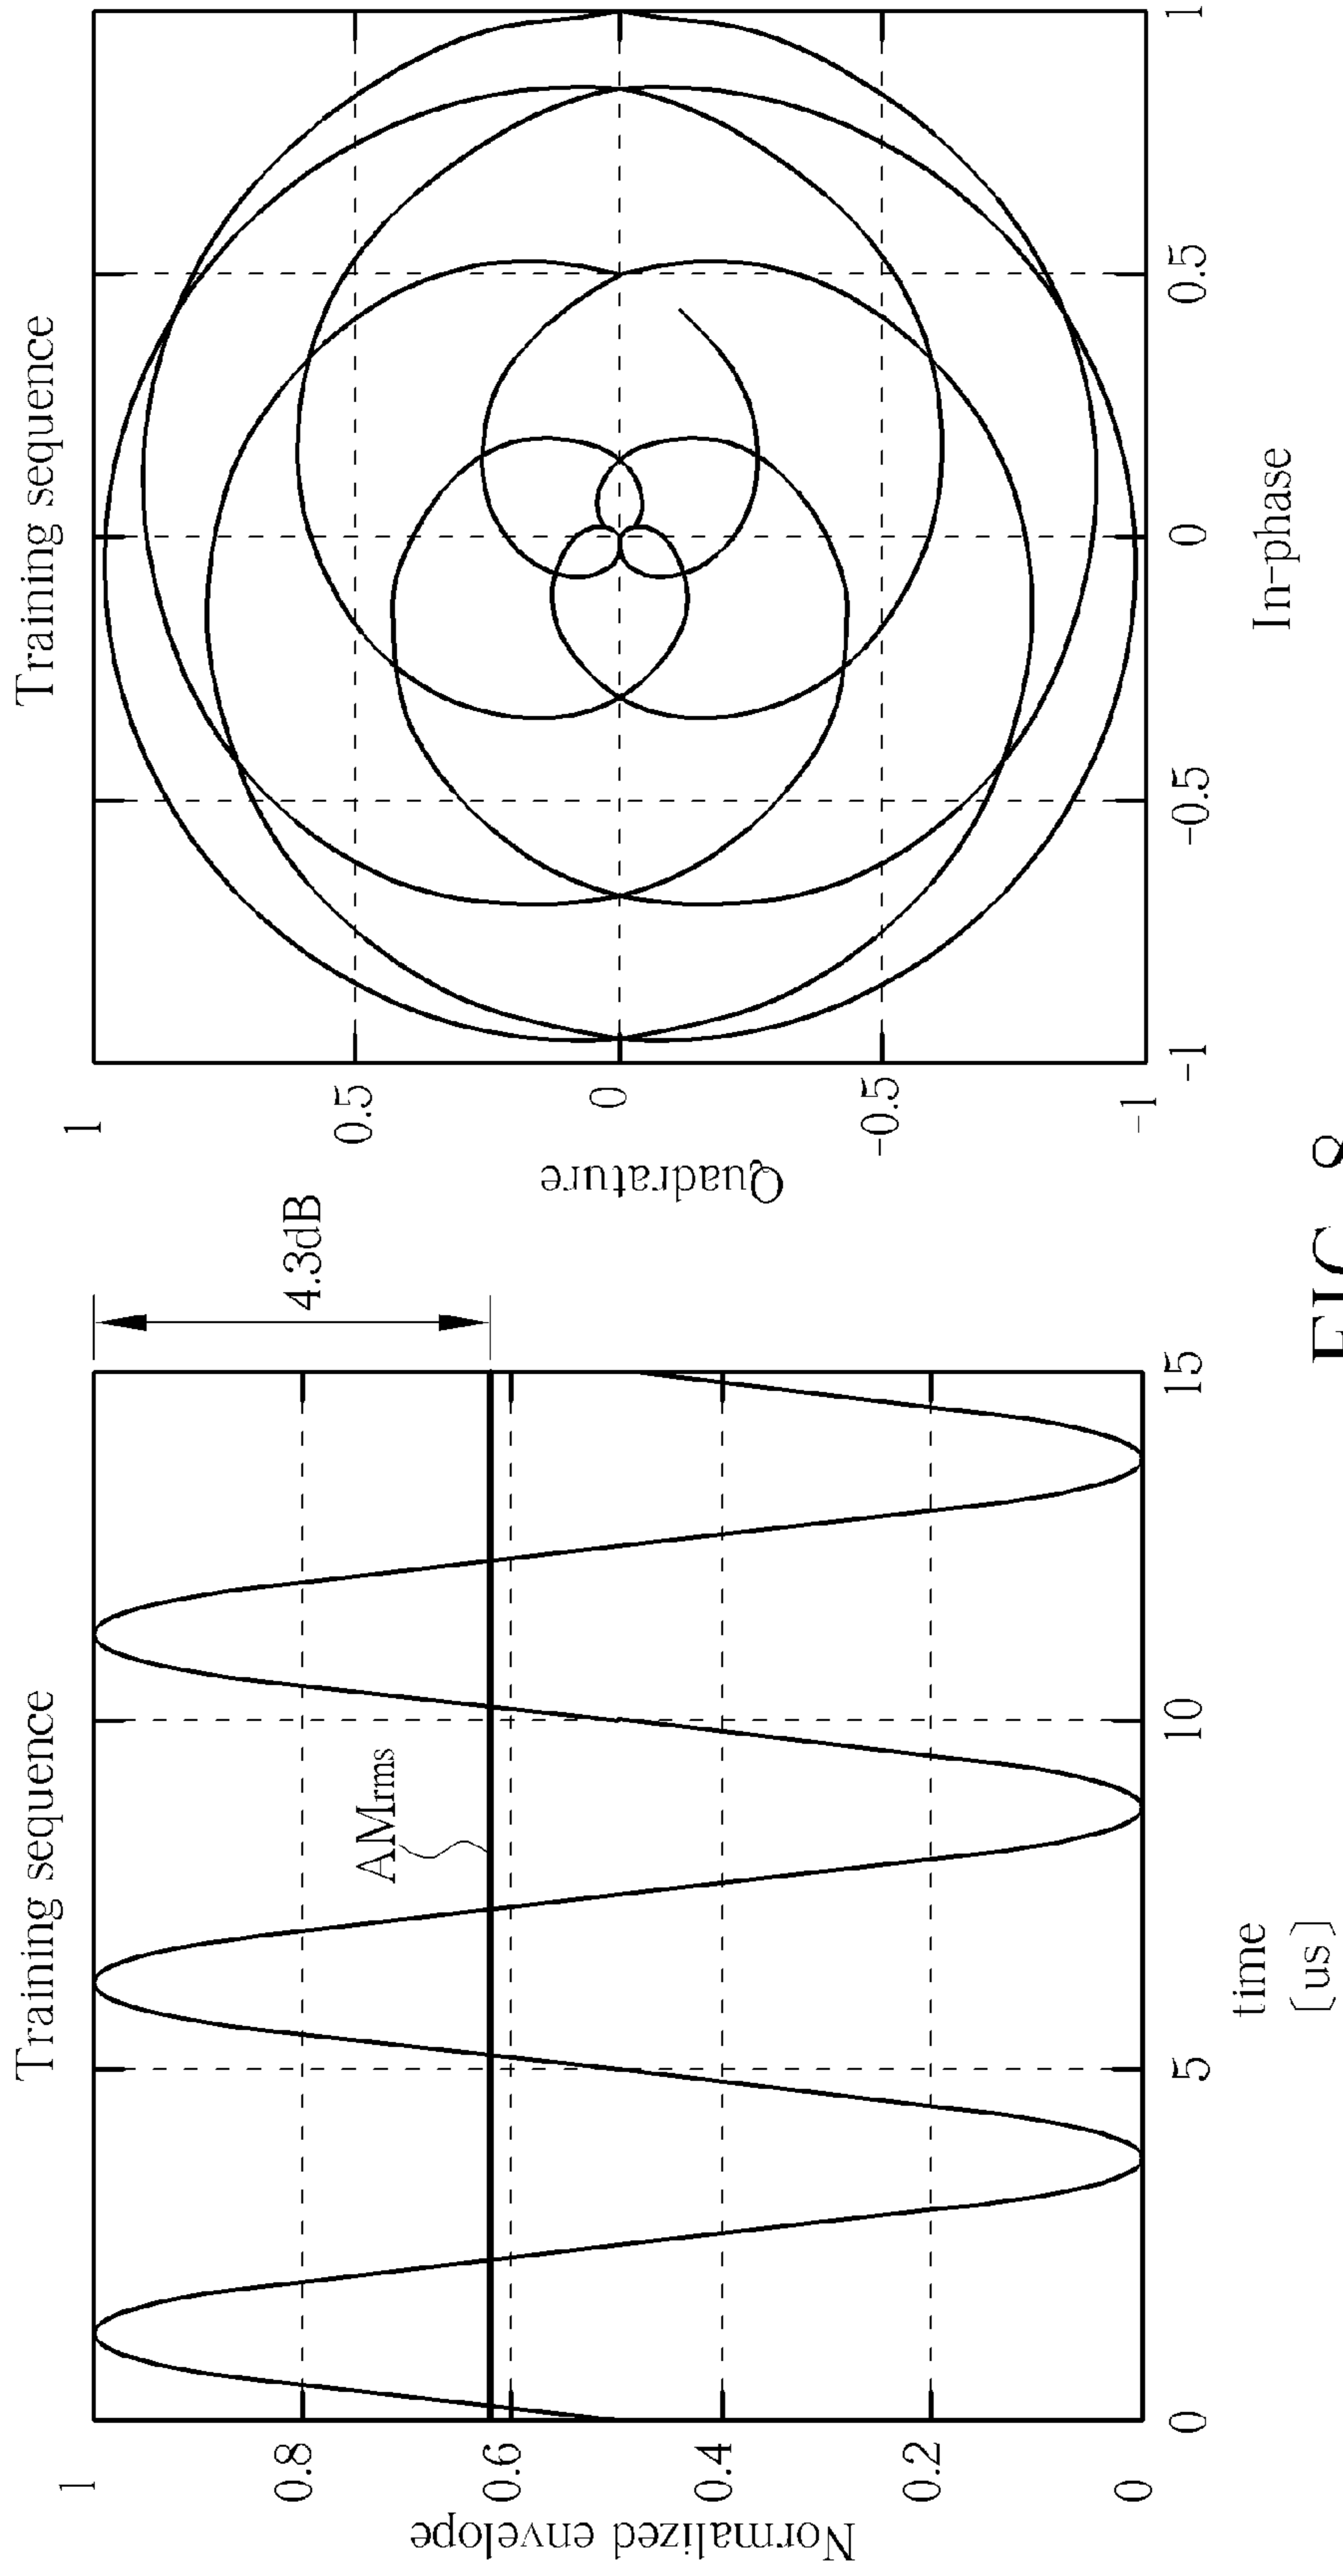 Training sequence
Normalized envelope
1
0.8
0.6
0.4
0.2
0
0
5
10
15
time
[us]
AMrms
4.3dB
Training sequence
Quadrature
1
0.5
0
-0.5
-1
-1
-0.5
0
0.5
1
In-phase
FIG. 8